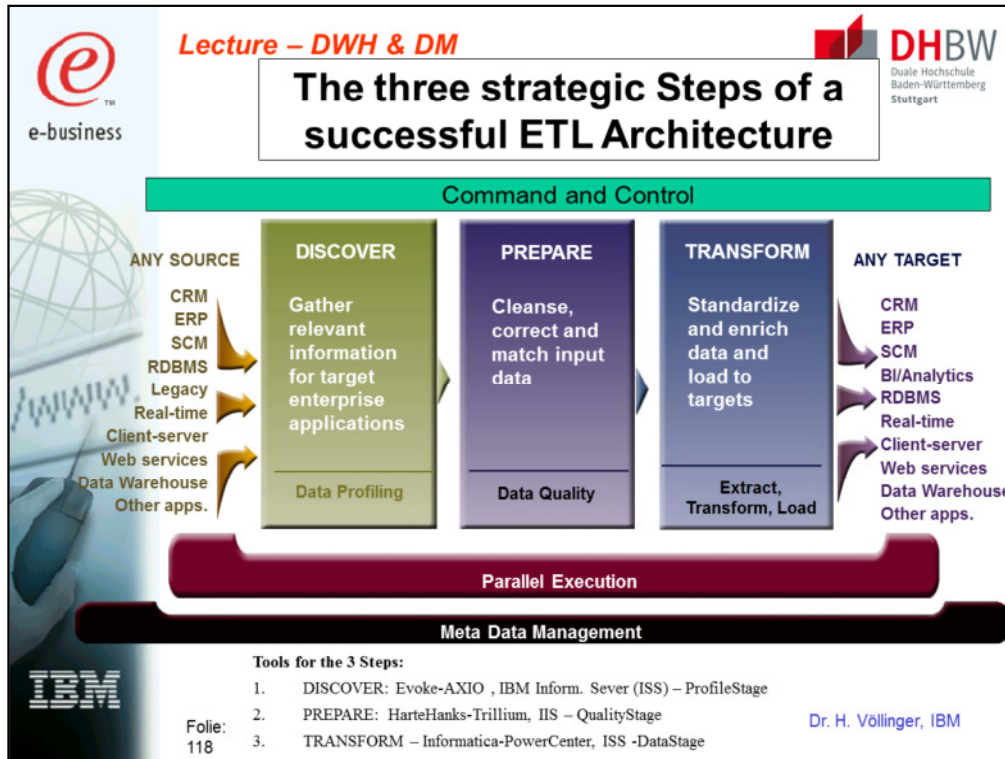 Lecture – DWH & DM
e
TM
e-business
DHBW
Duale Hochschule
Baden-Württemberg
Stuttgart
The three strategic Steps of a
successful ETL Architecture
Command and Control
ANY SOURCE
CRM
ERP
SCM
RDBMS
Legacy
Real-time
Client-server
Web services
Data Warehouse
Other apps.
DISCOVER
Gather
relevant
information
for target
enterprise
applications
Data Profiling
PREPARE
Cleanse,
correct and
match input
data
Data Quality
TRANSFORM
Standardize
and enrich
data and
load to
targets
Extract,
Transform, Load
ANY TARGET
CRM
ERP
SCM
BI/Analytics
RDBMS
Real-time
Client-server
Web services
Data Warehouse
Other apps.
Parallel Execution
Meta Data Management
IBM
Tools for the 3 Steps:
1. DISCOVER: Evoke-AXIO , IBM Inform. Sever (ISS) – ProfileStage
2. PREPARE: HarteHanks-Trillium, IIS – QualityStage
3. TRANSFORM – Informatica-PowerCenter, ISS -DataStage
Folie:
118
Dr. H. Völlinger, IBM